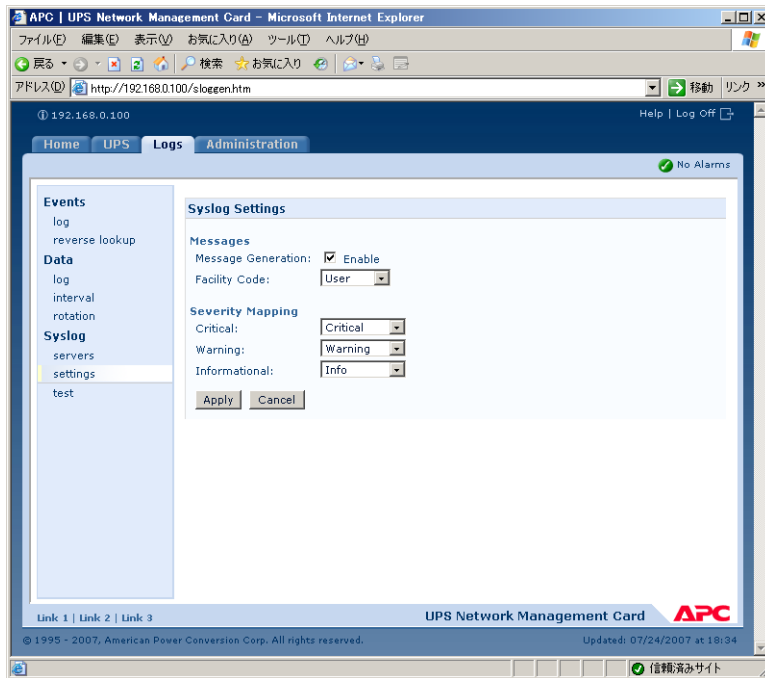 APC | UPS Network Management Card - Microsoft Internet Explorer
ファイル(F) 編集(E) 表示(V) お気に入り(A) ツール(T) ヘルプ(H)
戻る 検索 お気に入り
アドレス(D) http://192.168.0.100/sloggen.htm 移動 リンク »
192.168.0.100 Help | Log Off
Home UPS Logs Administration
No Alarms
Events
log
reverse lookup
Data
log
interval
rotation
Syslog
servers
settings
test
Syslog Settings
Messages
Message Generation: Enable
Facility Code: User
Severity Mapping
Critical: Critical
Warning: Warning
Informational: Info
Apply Cancel
Link 1 | Link 2 | Link 3 UPS Network Management Card APC
© 1995 - 2007, American Power Conversion Corp. All rights reserved. Updated: 07/24/2007 at 18:34
信頼済みサイト